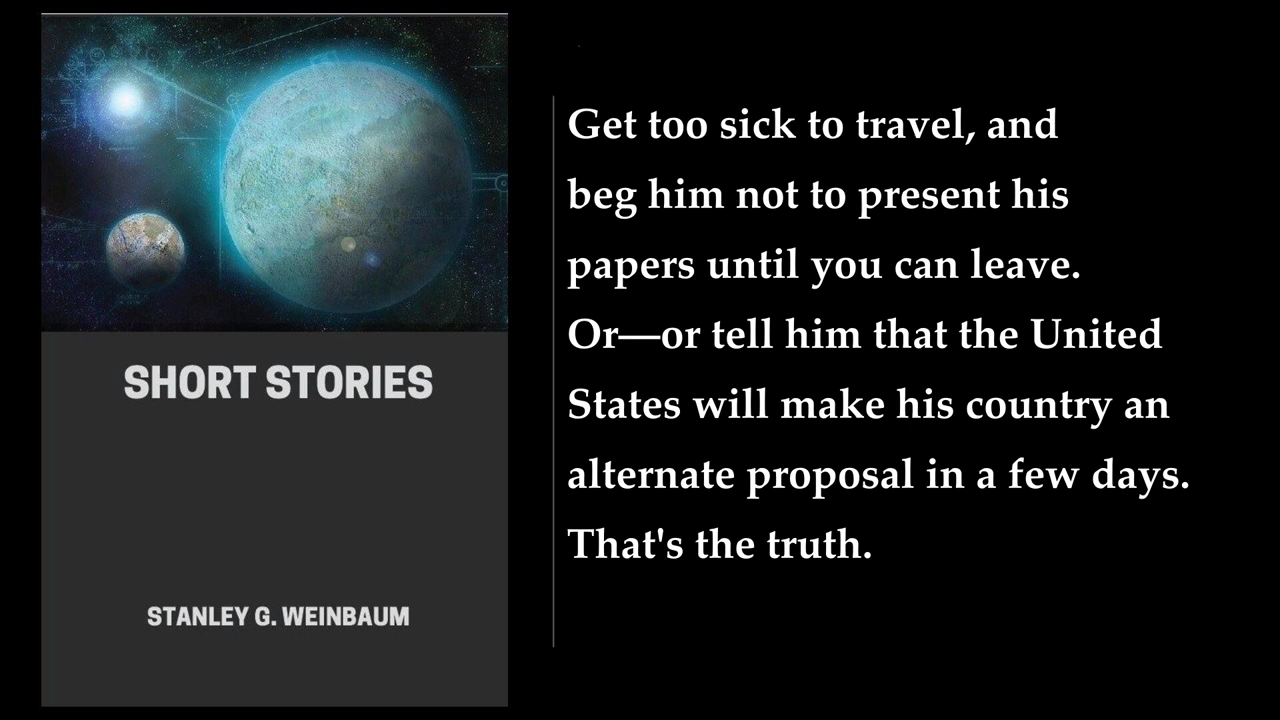 SHORT STORIES
STANLEY G. WEINBAUM
Get too sick to travel, and
beg him not to present his
papers until you can leave.
Or—or tell him that the United
States will make his country an
alternate proposal in a few days.
That's the truth.